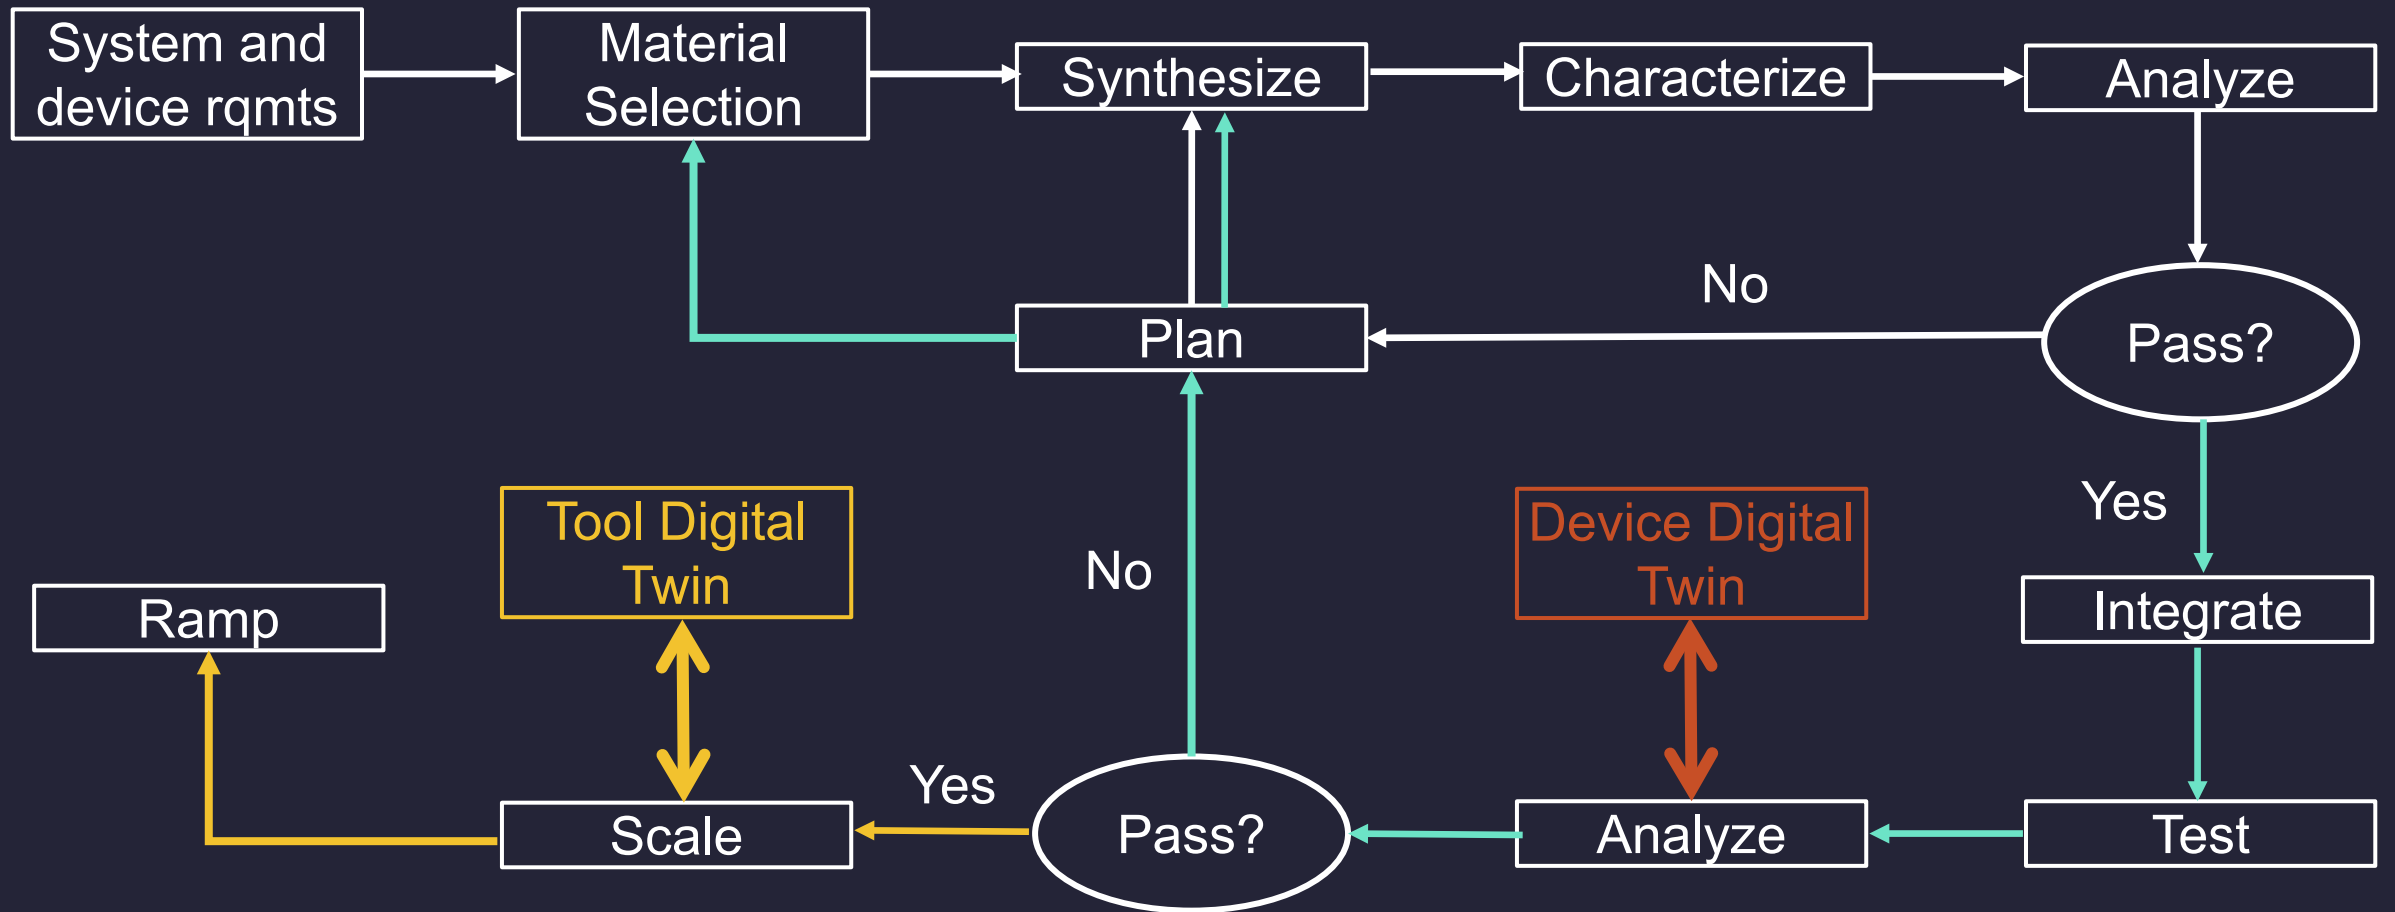 System and
device rqmts
Material
Selection
Synthesize
Characterize
Analyze
No
Plan
Pass?
Yes
Tool Digital
Twin
Device Digital
Twin
No
Ramp
Integrate
Yes
Scale
Pass?
Analyze
Test